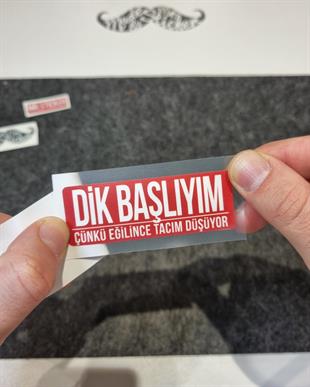 DİK BAŞLIYIM
ÇÜNKÜ EĞİLİNCE TACIM DÜŞÜYOR